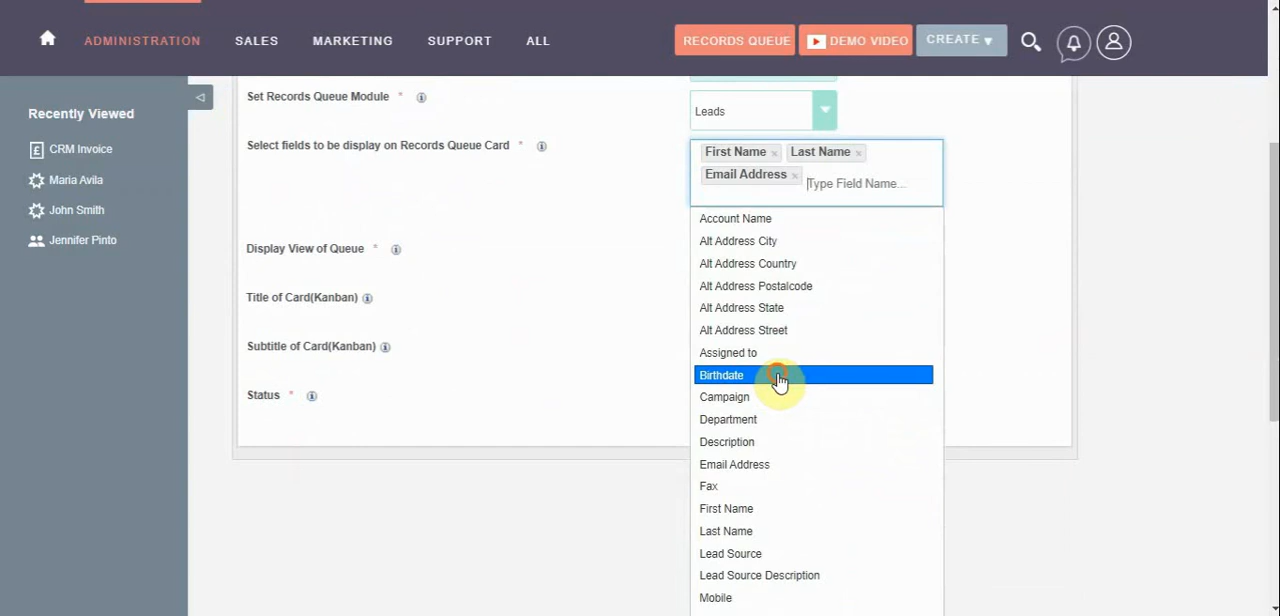 ADMINISTRATION SALES MARKETING SUPPORT ALL RECORDS QUEUE DEMO VIDEO CREATE
Recently Viewed
CRM Invoice
Maria Avila
John Smith
Jennifer Pinto
Set Records Queue Module *
Leads
Select fields to be display on Records Queue Card *
First Name × Last Name ×
Email Address × Type Field Name...
Display View of Queue *
Title of Card(Kanban)
Subtitle of Card(Kanban)
Status *
Account Name
Alt Address City
Alt Address Country
Alt Address Postalcode
Alt Address State
Alt Address Street
Assigned to
Birthdate
Campaign
Department
Description
Email Address
Fax
First Name
Last Name
Lead Source
Lead Source Description
Mobile